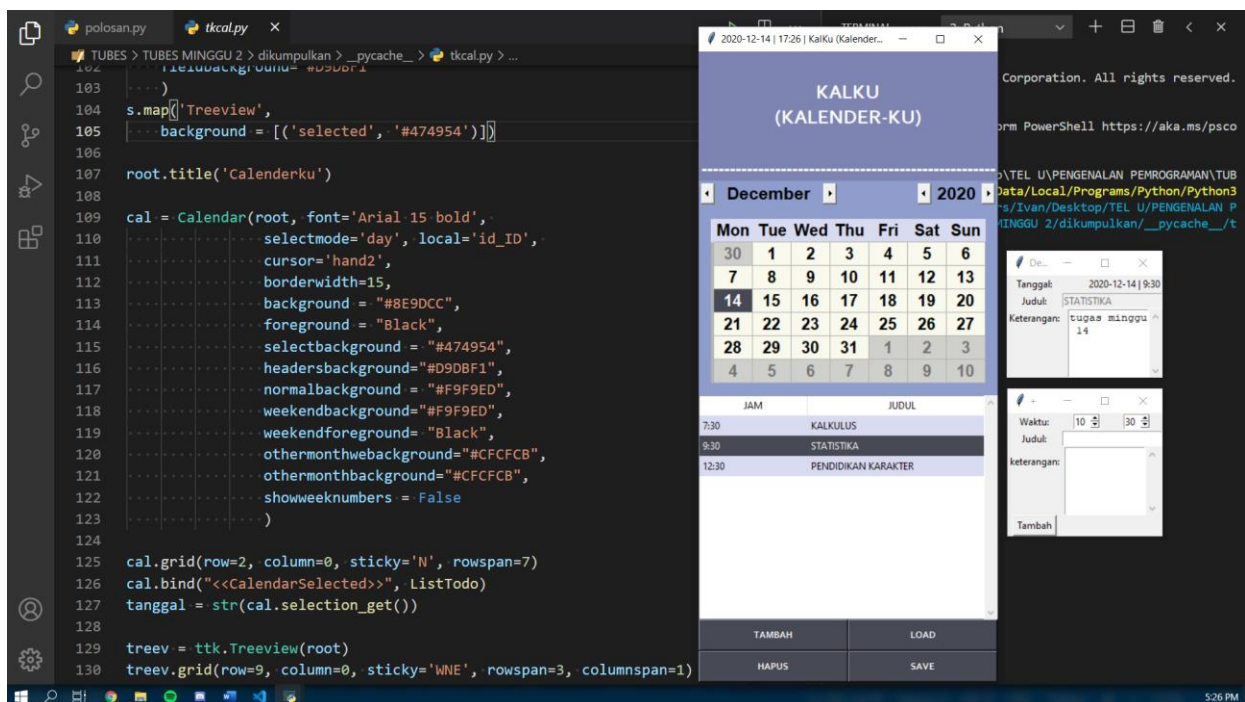 polosan.py
tkcal.py
TUBES > TUBES MINGGU 2 > dikumpulkan > __pycache__ > tkcal.py > ...
102 fieldbackground= "#D9DBF1"
103 )
104 s.map('Treeview',
105 background = [('selected', '#474954')])
106
107 root.title('Calenderku')
108
109 cal = Calendar(root, font='Arial 15 bold',
110 selectmode='day', local='id_ID',
111 cursor='hand2',
112 borderwidth=15,
113 background = "#8E9DCC",
114 foreground = "Black",
115 selectbackground = "#474954",
116 headersbackground="#D9DBF1",
117 normalbackground = "#F9F9ED",
118 weekendbackground="#F9F9ED",
119 weekendforeground= "Black",
120 othermonthwebackground="#CFCFCB",
121 othermonthbackground="#CFCFCB",
122 showweeknumbers = False
123 )
124
125 cal.grid(row=2, column=0, sticky='N', rowspan=7)
126 cal.bind("<<CalendarSelected>>", ListTodo)
127 tanggal = str(cal.selection_get())
128
129 treev = ttk.Treeview(root)
130 treev.grid(row=9, column=0, sticky='WNE', rowspan=3, columnspan=1)
2020-12-14 | 17:26 | KalKu (Kalender...
KALKU
(KALENDER-KU)
December 2020
Mon Tue Wed Thu Fri Sat Sun
30 1 2 3 4 5 6
7 8 9 10 11 12 13
14 15 16 17 18 19 20
21 22 23 24 25 26 27
28 29 30 31 1 2 3
4 5 6 7 8 9 10
JAM JUDUL
7:30 KALKULUS
9:30 STATISTIKA
12:30 PENDIDIKAN KARAKTER
TAMBAH LOAD
HAPUS SAVE
Corporation. All rights reserved.
PowerShell https://aka.ms/psco
\TEL U\PENGENALAN PEMROGRAMAN\TUB
Data/Local/Programs/Python/Python3
s/Ivan/Desktop/TEL U/PENGENALAN P
MINGGU 2/dikumpulkan/__pycache__/t
De...
Tanggal: 2020-12-14 | 9:30
Judul: STATISTIKA
Keterangan: tugas minggu
14
+
Waktu: 10 30
Judul:
keterangan:
Tambah
5:26 PM